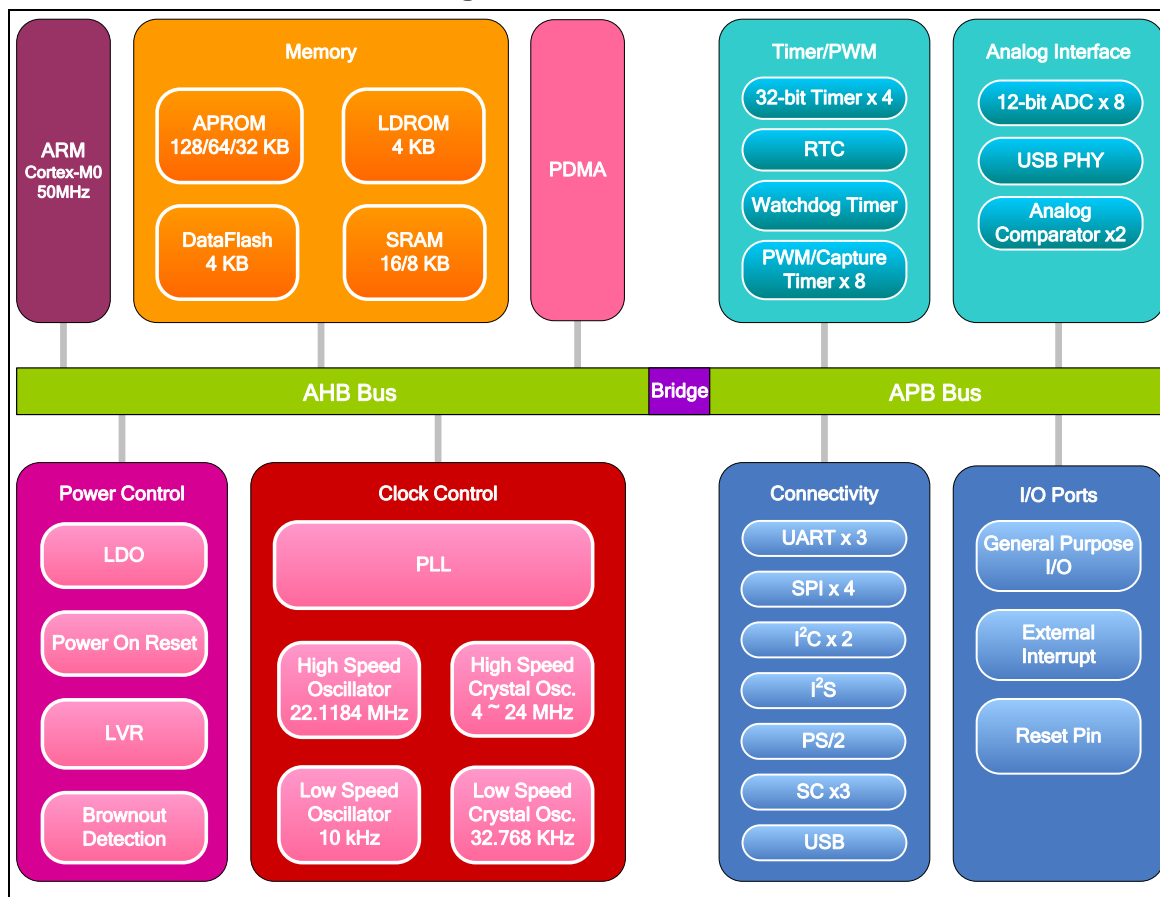 ARM
Cortex-M0
50MHz
Memory
APROM
128/64/32 KB
LDROM
4 KB
DataFlash
4 KB
SRAM
16/8 KB
PDMA
Timer/PWM
32-bit Timer x 4
RTC
Watchdog Timer
PWM/Capture
Timer x 8
Analog Interface
12-bit ADC x 8
USB PHY
Analog
Comparator x2
AHB Bus
Bridge
APB Bus
Power Control
LDO
Power On Reset
LVR
Brownout
Detection
Clock Control
PLL
High Speed
Oscillator
22.1184 MHz
High Speed
Crystal Osc.
4 ~ 24 MHz
Low Speed
Oscillator
10 kHz
Low Speed
Crystal Osc.
32.768 KHz
Connectivity
UART x 3
SPI x 4
I²C x 2
I²S
PS/2
SC x3
USB
I/O Ports
General Purpose
I/O
External
Interrupt
Reset Pin